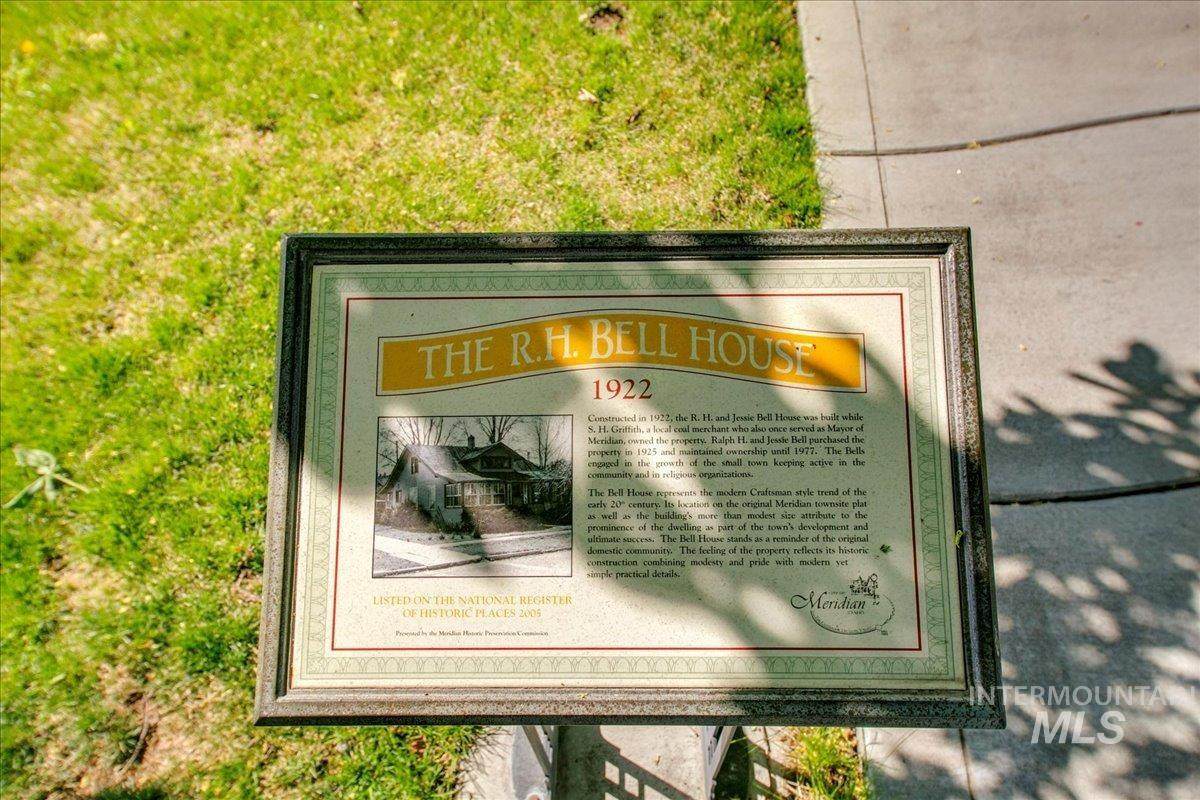 THE R.H. BELL HOUSE
1922
Constructed in 1922, the R. H. and Jessie Bell House was built while
S. H. Griffith, a local coal merchant who also once served as Mayor of
Meridian, owned the property. Ralph H. and Jessie Bell purchased the
property in 1925 and maintained ownership until 1977. The Bells
engaged in the growth of the small town keeping active in the
community and in religious organizations.
The Bell House represents the modern Craftsman style trend of the
early 20th century. Its location on the original Meridian townsite plat
as well as the building's more than modest size attribute to the
prominence of the dwelling as part of the town's development and
ultimate success. The Bell House stands as a reminder of the original
domestic community. The feeling of the property reflects its historic
construction combining modesty and pride with modern yet
simple practical details.
LISTED ON THE NATIONAL REGISTER
OF HISTORIC PLACES 2005
Presented by the Meridian Historic Preservation Commission
Meridian
IDAHO
INTERMOUNTAIN
MLS